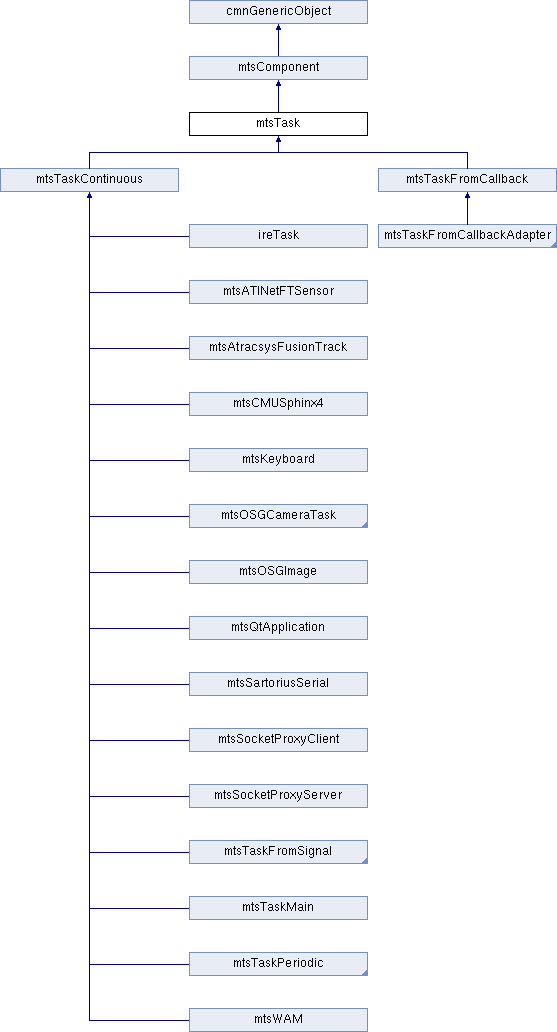 cmnGenericObject
mtsComponent
mtsTask
mtsTaskContinuous
mtsTaskFromCallback
ireTask
mtsTaskFromCallbackAdapter
mtsATINetFTSensor
mtsAtracsysFusionTrack
mtsCMUSphinx4
mtsKeyboard
mtsOSGCameraTask
mtsOSGImage
mtsQtApplication
mtsSartoriusSerial
mtsSocketProxyClient
mtsSocketProxyServer
mtsTaskFromSignal
mtsTaskMain
mtsTaskPeriodic
mtsWAM